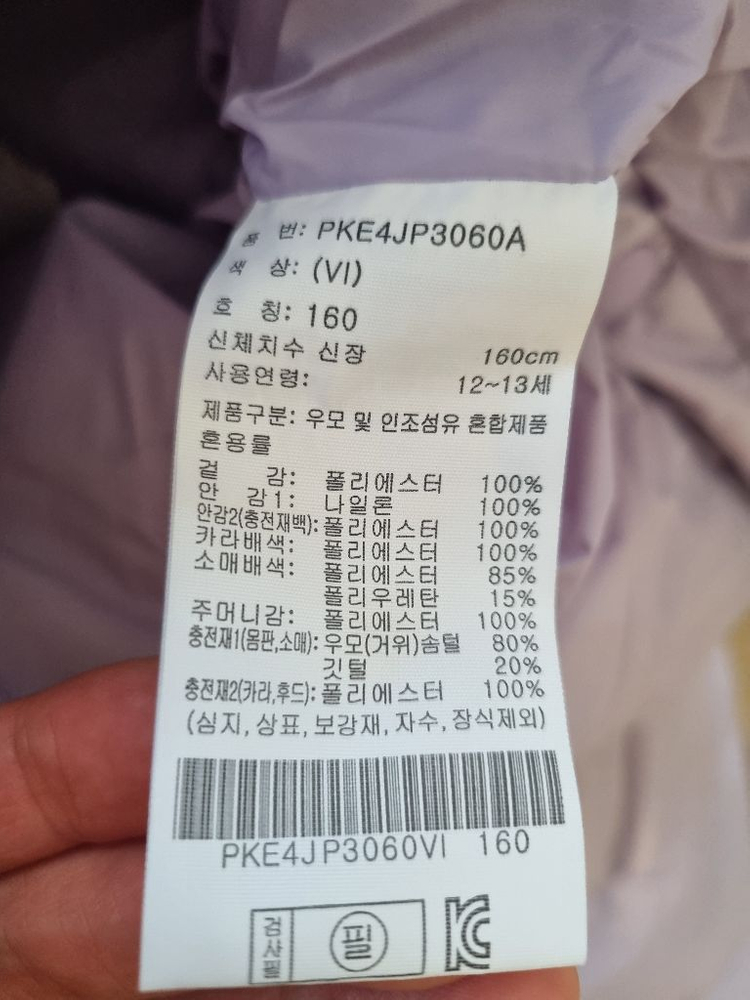 품 번: PKE4JP3060A
색 상: (VI)
호 칭: 160
신체치수 신장 160cm
사용연령: 12~13세
제품구분: 우모 및 인조섬유 혼합제품
혼용률
겉 감: 폴리에스터 100%
안 감1: 나일론 100%
안감2(충전재백): 폴리에스터 100%
카라배색: 폴리에스터 100%
소매배색: 폴리에스터 85%
폴리우레탄 15%
주머니감: 폴리에스터 100%
충전재1(몸판,소매): 우모(거위)솜털 80%
깃털 20%
충전재2(카라,후드): 폴리에스터 100%
(심지, 상표, 보강재, 자수, 장식제외)
PKE4JP3060VI 160
검사필 필 KC